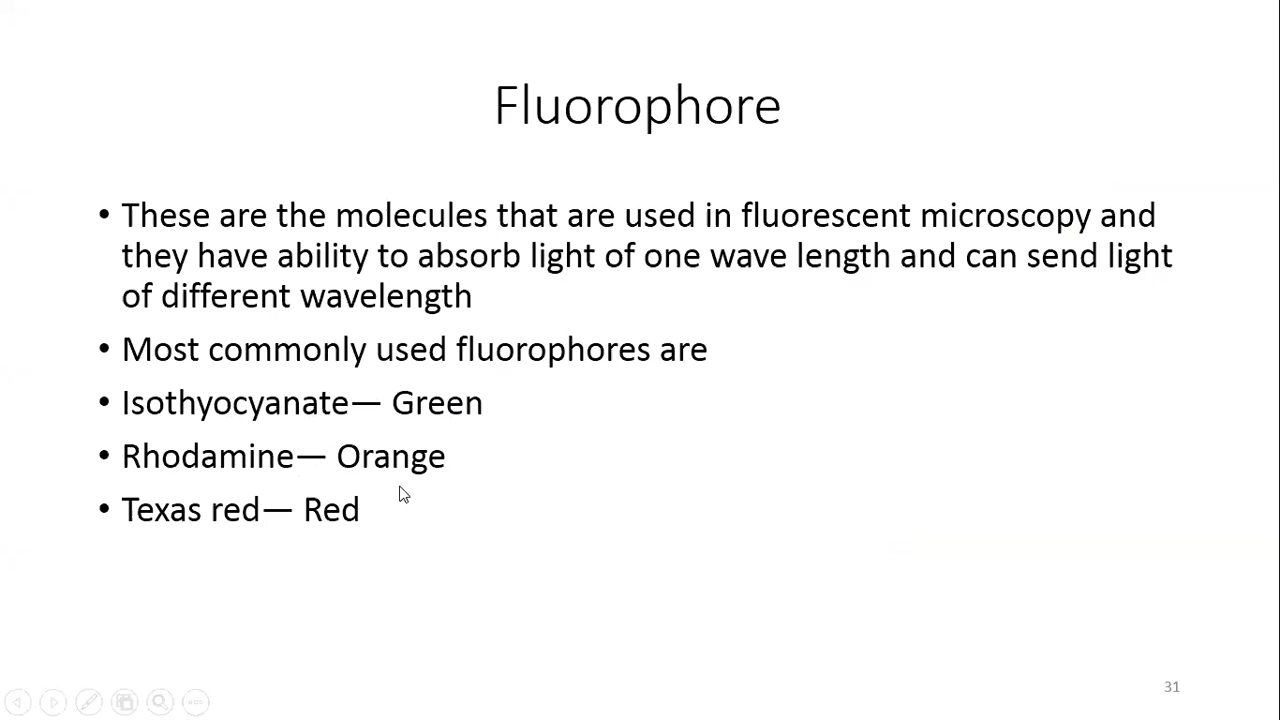 Fluorophore
• These are the molecules that are used in fluorescent microscopy and
they have ability to absorb light of one wave length and can send light
of different wavelength
• Most commonly used fluorophores are
• Isothyocyanate— Green
• Rhodamine— Orange
• Texas red— Red
31